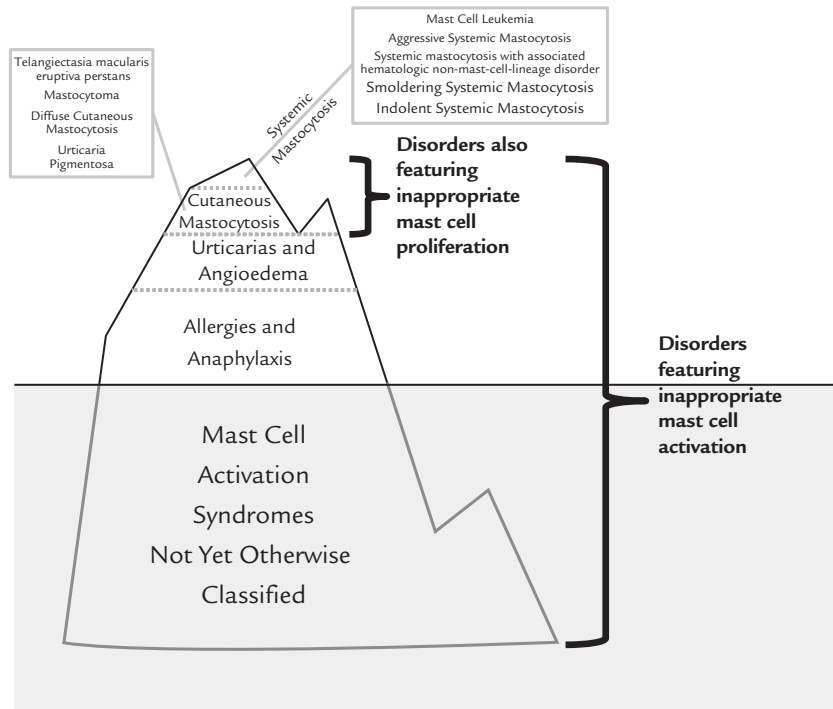 Mast Cell Leukemia
Aggressive Systemic Mastocytosis
Systemic mastocytosis with associated
hematologic non-mast-cell-lineage disorder
Smoldering Systemic Mastocytosis
Indolent Systemic Mastocytosis
Telangiectasia macularis
eruptiva perstans
Mastocytoma
Diffuse Cutaneous
Mastocytosis
Urticaria
Pigmentosa
Systemic
Mastocytosis
Disorders also
featuring
inappropriate
mast cell
proliferation
Cutaneous
Mastocytosis
Urticarias and
Angioedema
Allergies and
Anaphylaxis
Disorders
featuring
inappropriate
mast cell
activation
Mast Cell
Activation
Syndromes
Not Yet Otherwise
Classified